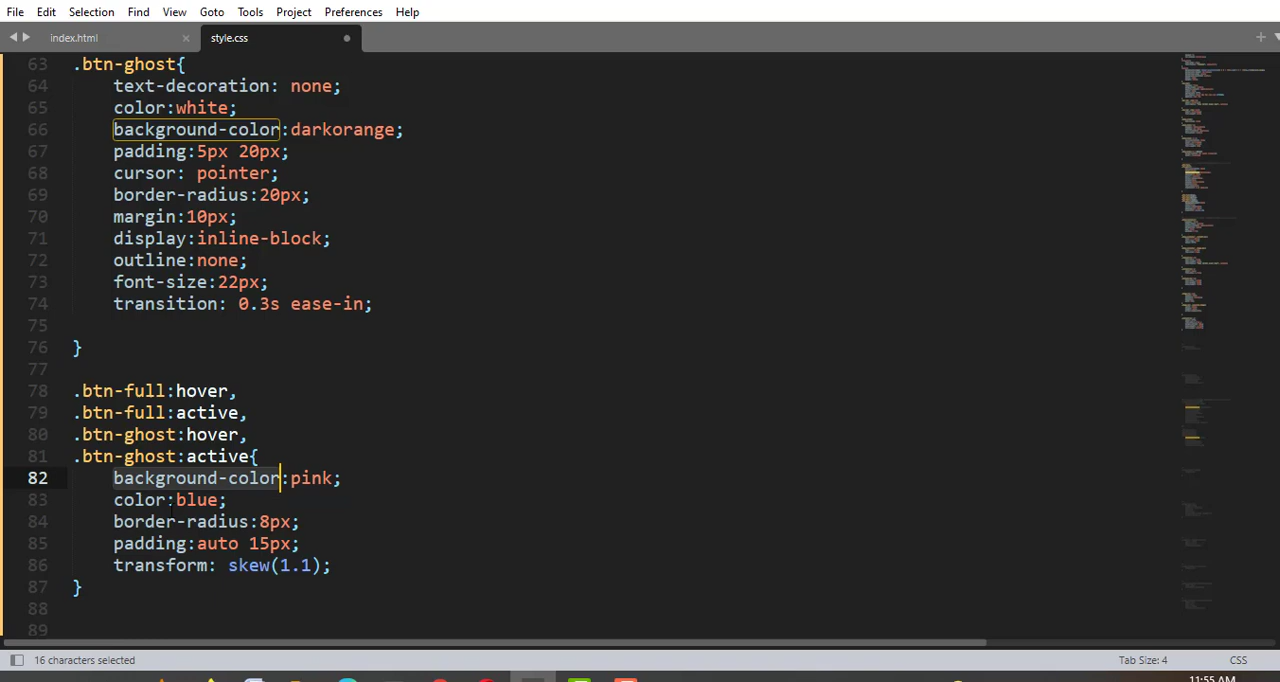 File Edit Selection Find View Goto Tools Project Preferences Help
index.html × style.css
63 .btn-ghost{
64 text-decoration: none;
65 color:white;
66 background-color:darkorange;
67 padding:5px 20px;
68 cursor: pointer;
69 border-radius:20px;
70 margin:10px;
71 display:inline-block;
72 outline:none;
73 font-size:22px;
74 transition: 0.3s ease-in;
75
76 }
77
78 .btn-full:hover,
79 .btn-full:active,
80 .btn-ghost:hover,
81 .btn-ghost:active{
82 background-color:pink;
83 color:blue;
84 border-radius:8px;
85 padding:auto 15px;
86 transform: skew(1.1);
87 }
88
89
16 characters selected Tab Size: 4 CSS
11:55 AM